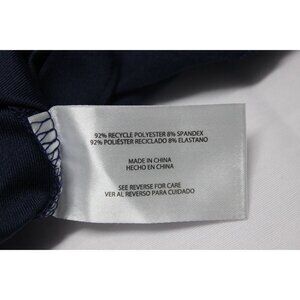 92% RECYCLE POLYESTER 8% SPANDEX
92% POLIÉSTER RECICLADO 8% ELASTANO
MADE IN CHINA
HECHO EN CHINA
SEE REVERSE FOR CARE
VER AL REVERSO PARA CUIDADO